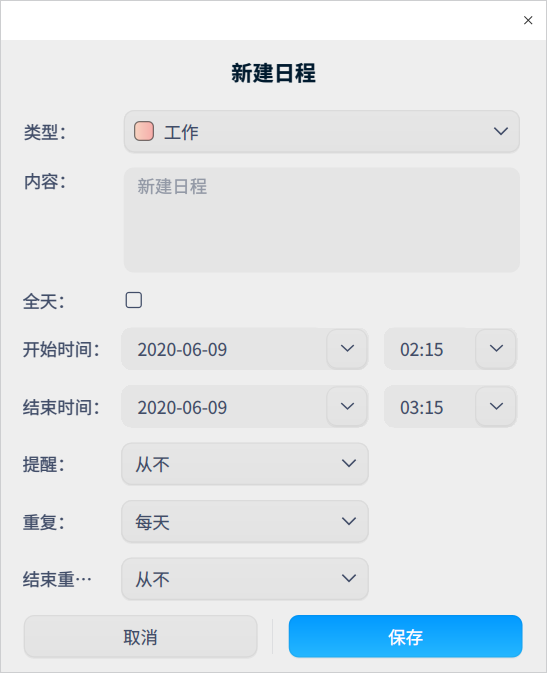 新建日程
类型： 工作
内容： 新建日程
全天：
开始时间： 2020-06-09 02:15
结束时间： 2020-06-09 03:15
提醒： 从不
重复： 每天
结束重… 从不
取消 保存